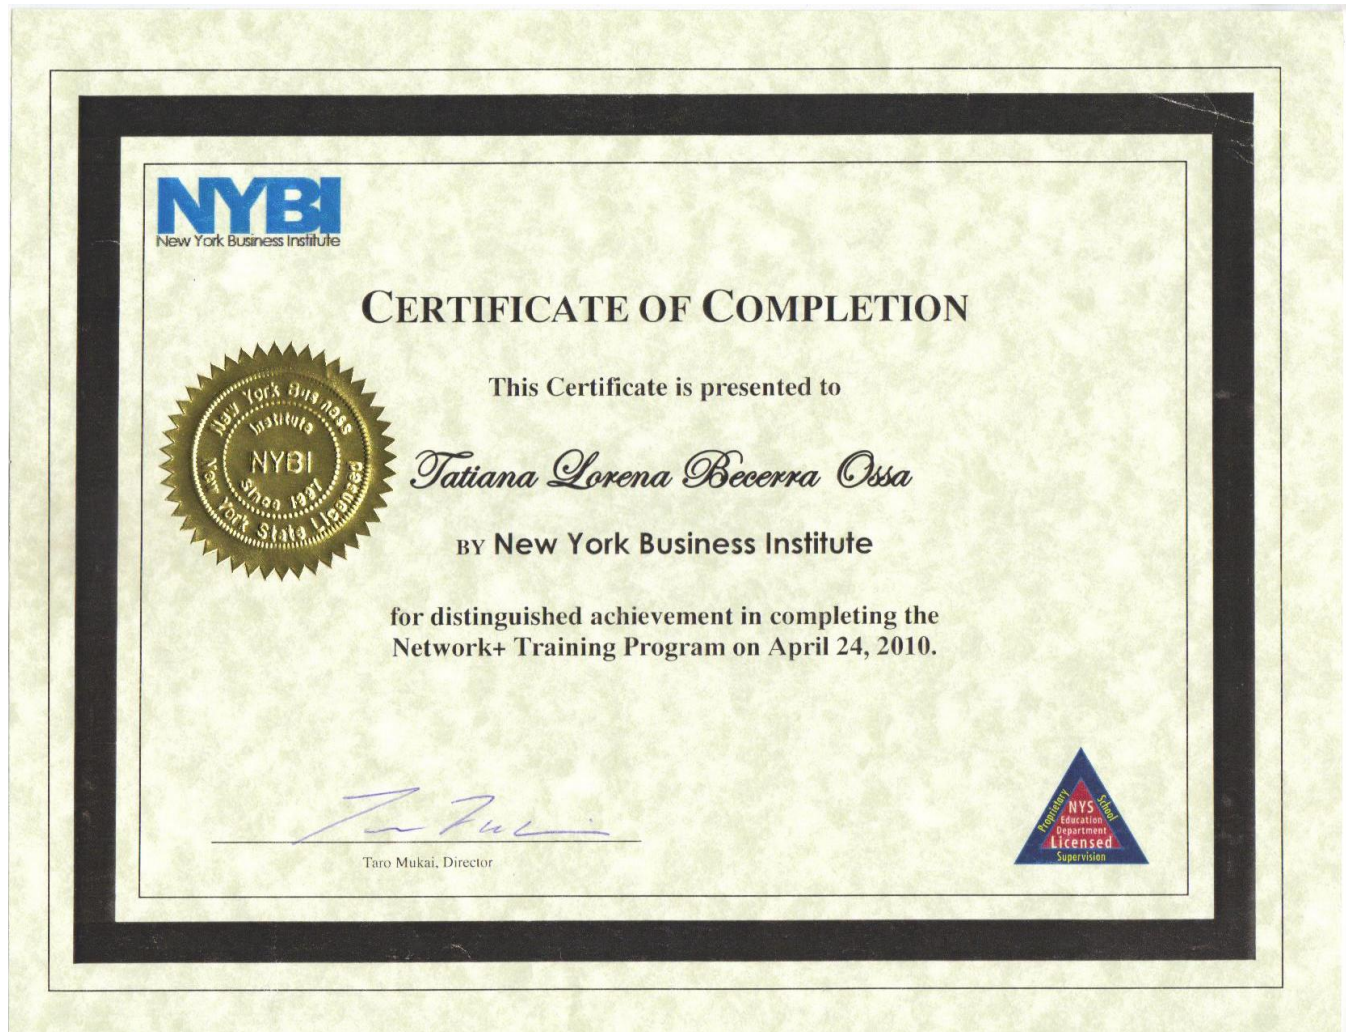 NYBI
New York Business Institute
CERTIFICATE OF COMPLETION
This Certificate is presented to
New York Business
Institute
NYBI
Since 1997
New York State Licensed
Tatiana Lorena Becerra Ossa
BY New York Business Institute
for distinguished achievement in completing the
Network+ Training Program on April 24, 2010.
Taro Mukai, Director
Proprietary
School
NYS
Education
Department
Licensed
Supervision